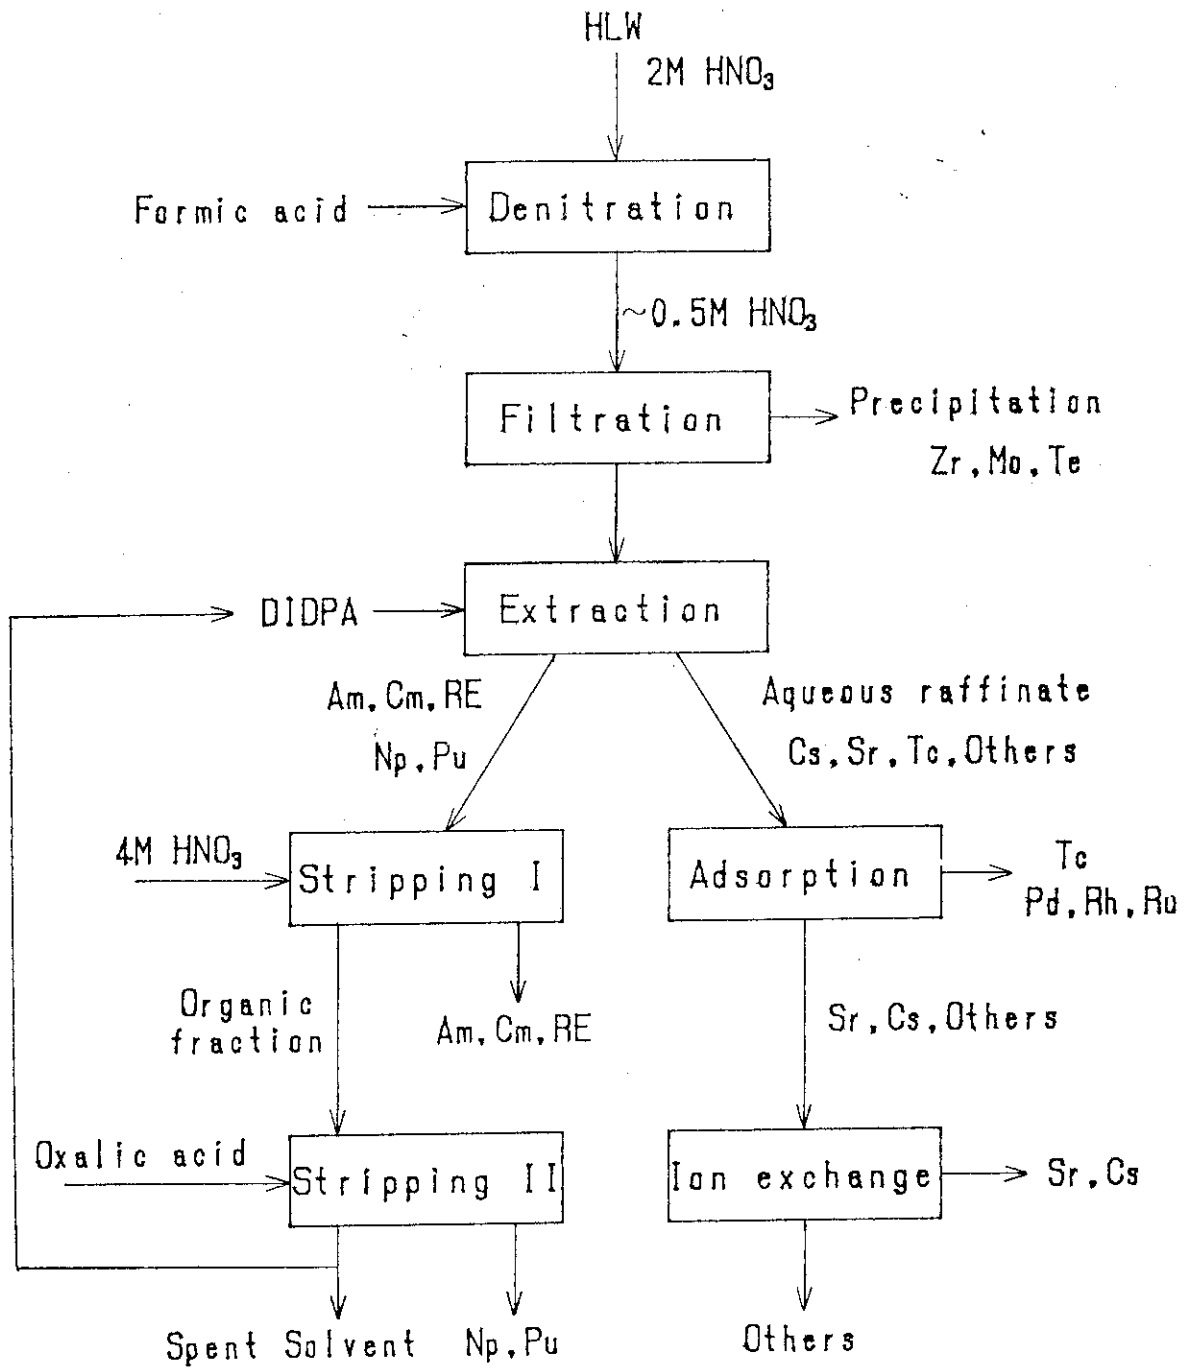 HLW
2M HNO₃
Formic acid
Denitration
~0.5M HNO₃
Filtration
Precipitation
Zr, Mo, Te
DIDPA
Extraction
Am, Cm, RE
Np, Pu
Aqueous raffinate
Cs, Sr, Tc, Others
4M HNO₃
Stripping I
Adsorption
Tc
Pd, Rh, Ru
Organic
fraction
Am, Cm, RE
Sr, Cs, Others
Oxalic acid
Stripping II
Ion exchange
Sr, Cs
Spent Solvent
Np, Pu
Others